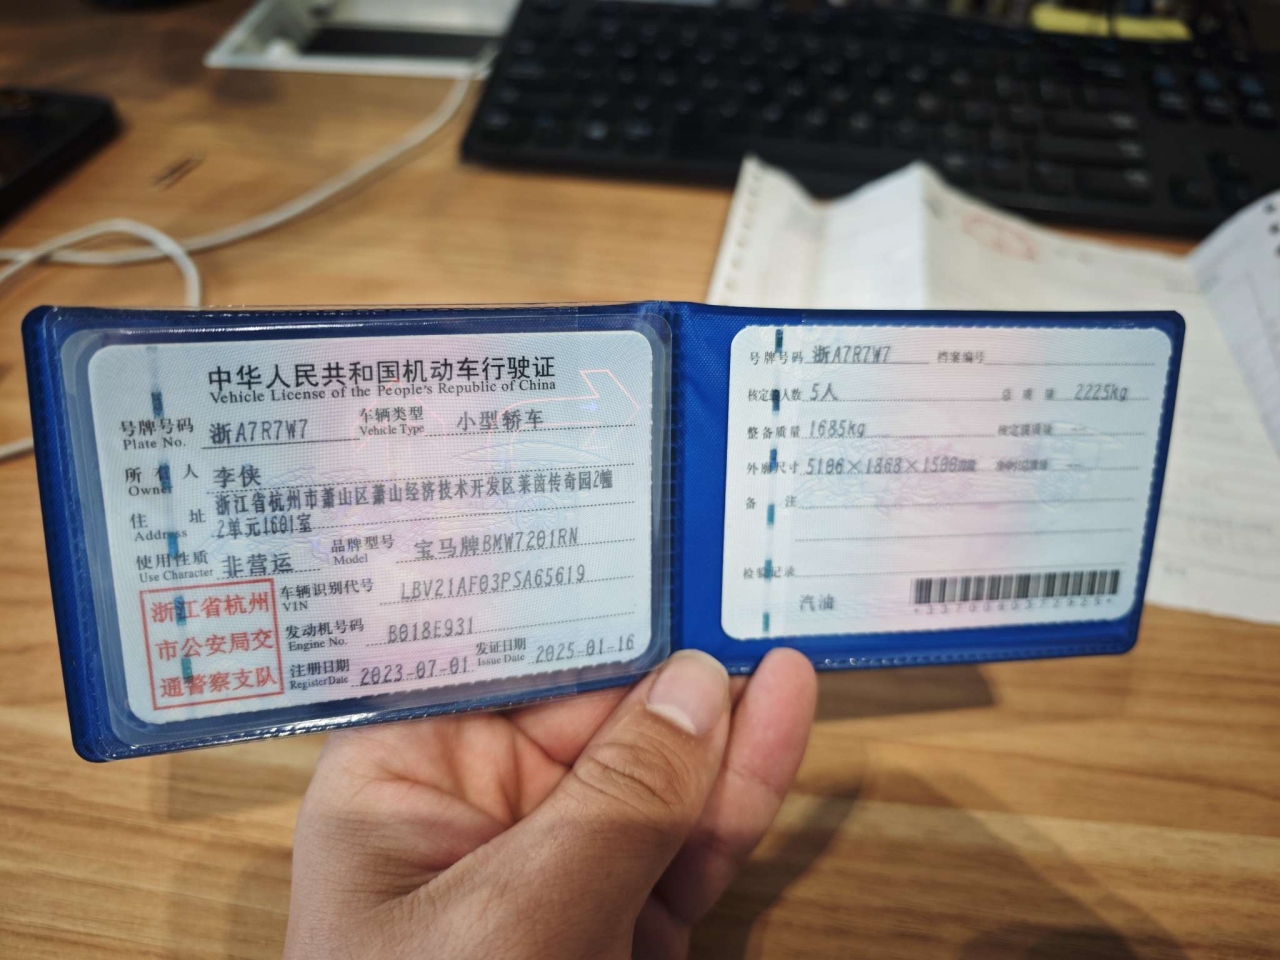 中华人民共和国机动车行驶证
Vehicle License of the People's Republic of China
号牌号码 浙A7R7W7 车辆类型 小型轿车
Plate No. Vehicle Type
所有人 李侠
Owner
住址 浙江省杭州市萧山区萧山经济技术开发区莱茵传奇园2幢
Address 2单元1601室
使用性质 非营运 品牌型号 宝马牌BMW7201RN
Use Character Model
浙江省杭州
市公安局交
通警察支队
车辆识别代号 LBV21AF03PSA65619
VIN
发动机号码 B018E931
Engine No.
注册日期 2023-07-01 发证日期 2025-01-16
Register Date Issue Date
号牌号码 浙A7R7W7 档案编号
核定载人数 5人 总质量 2225kg
整备质量 1685kg 核定载质量 --
外廓尺寸 5106×1868×1500mm --
备注
检验记录
汽油